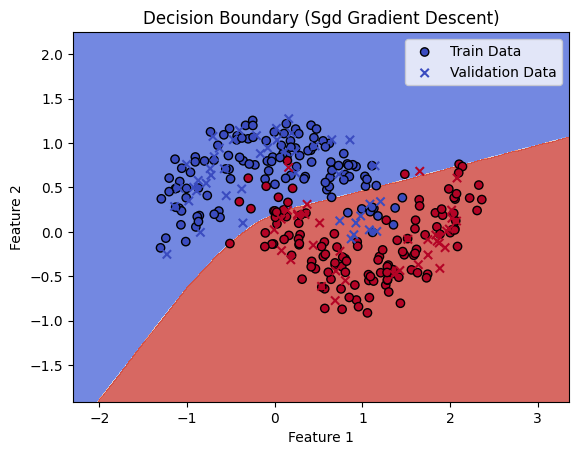 Decision Boundary (Sgd Gradient Descent)
Train Data
Validation Data
2.0
1.5
1.0
0.5
0.0
−0.5
−1.0
−1.5
Feature 2
−2
−1
0
1
2
3
Feature 1